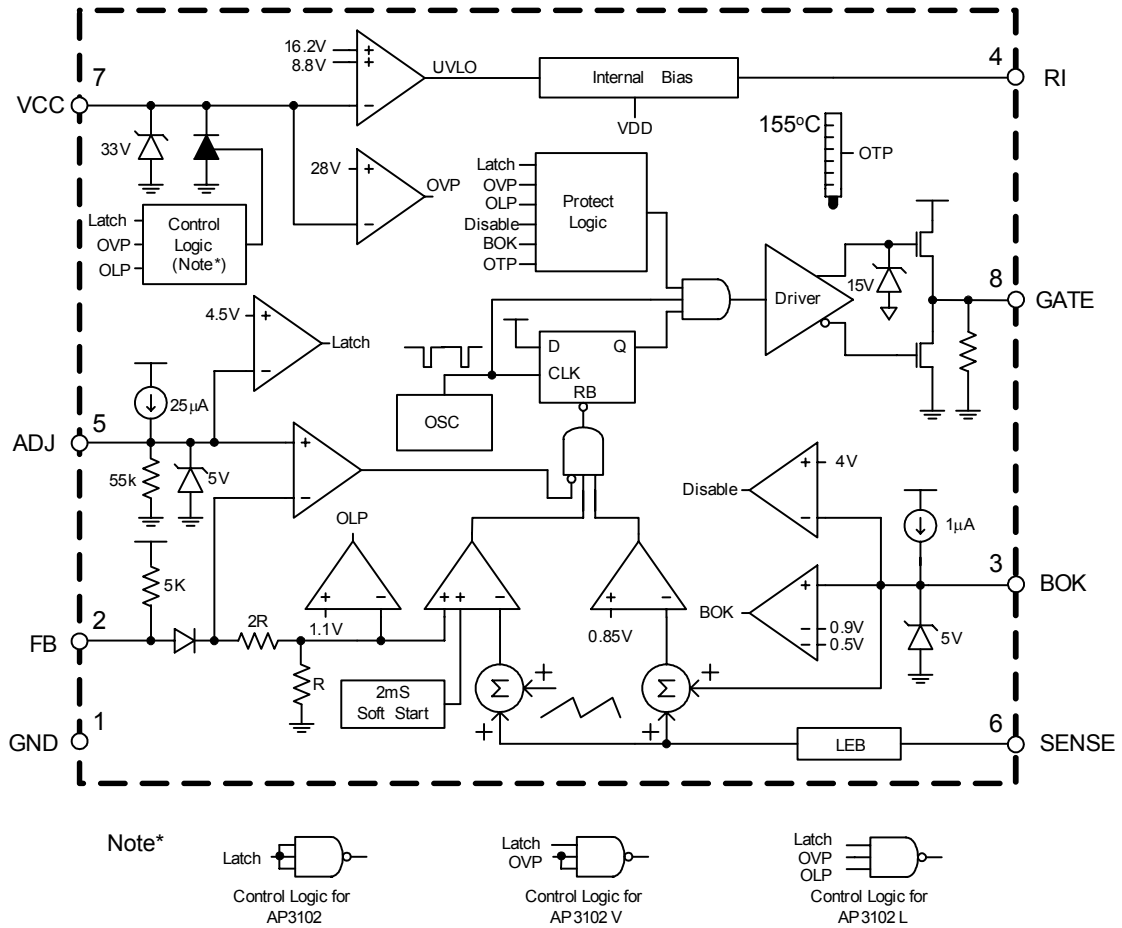 16.2V
8.8V
UVLO
Internal Bias
4
RI
7
VCC
VDD
33V
28V
OVP
155°C
OTP
Latch
OVP
OLP
Disable
BOK
OTP
Protect
Logic
Latch
OVP
OLP
Control
Logic
(Note*)
Driver
15V
8
GATE
4.5V
Latch
D
Q
CLK
RB
OSC
25μA
5
ADJ
55k
5V
4V
Disable
1μA
OLP
3
BOK
5K
2
FB
2R
1.1V
0.85V
BOK
0.9V
0.5V
5V
R
2mS
Soft Start
Σ
Σ
1
GND
LEB
6
SENSE
Note*
Latch
Control Logic for
AP3102
Latch
OVP
Control Logic for
AP3102 V
Latch
OVP
OLP
Control Logic for
AP3102 L